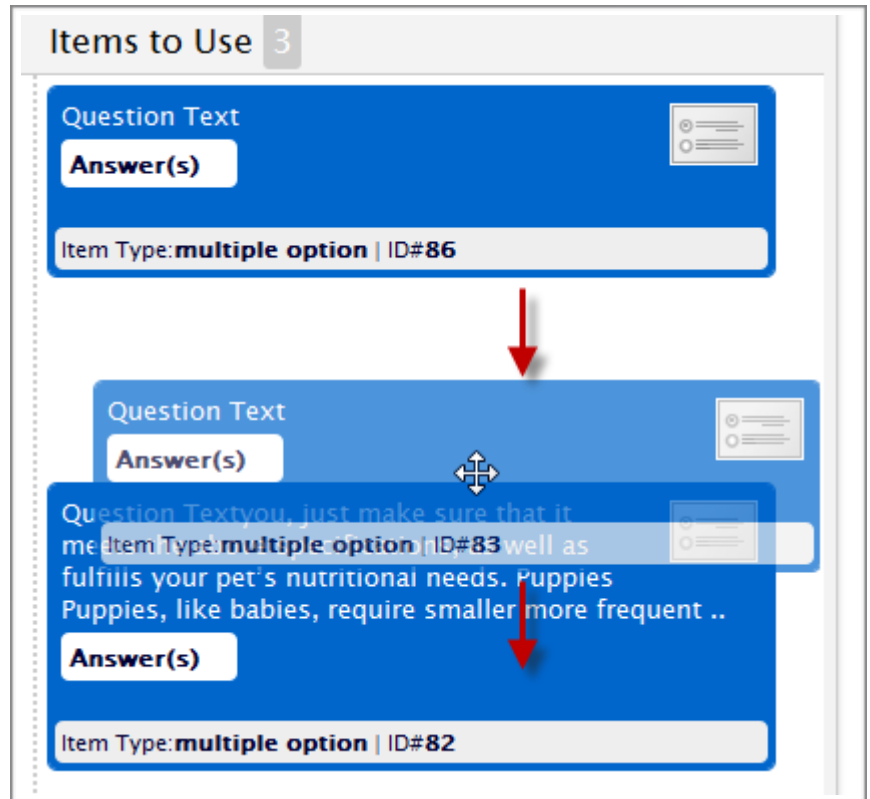 Items to Use 3
Question Text
Answer(s)
Item Type:multiple option | ID#86
Question Text
Answer(s)
Item Type:multiple option | ID#83
Question Textyou, just make sure that it
well as
fulfills your pet's nutritional needs. Puppies
Puppies, like babies, require smaller more frequent ..
Answer(s)
Item Type:multiple option | ID#82